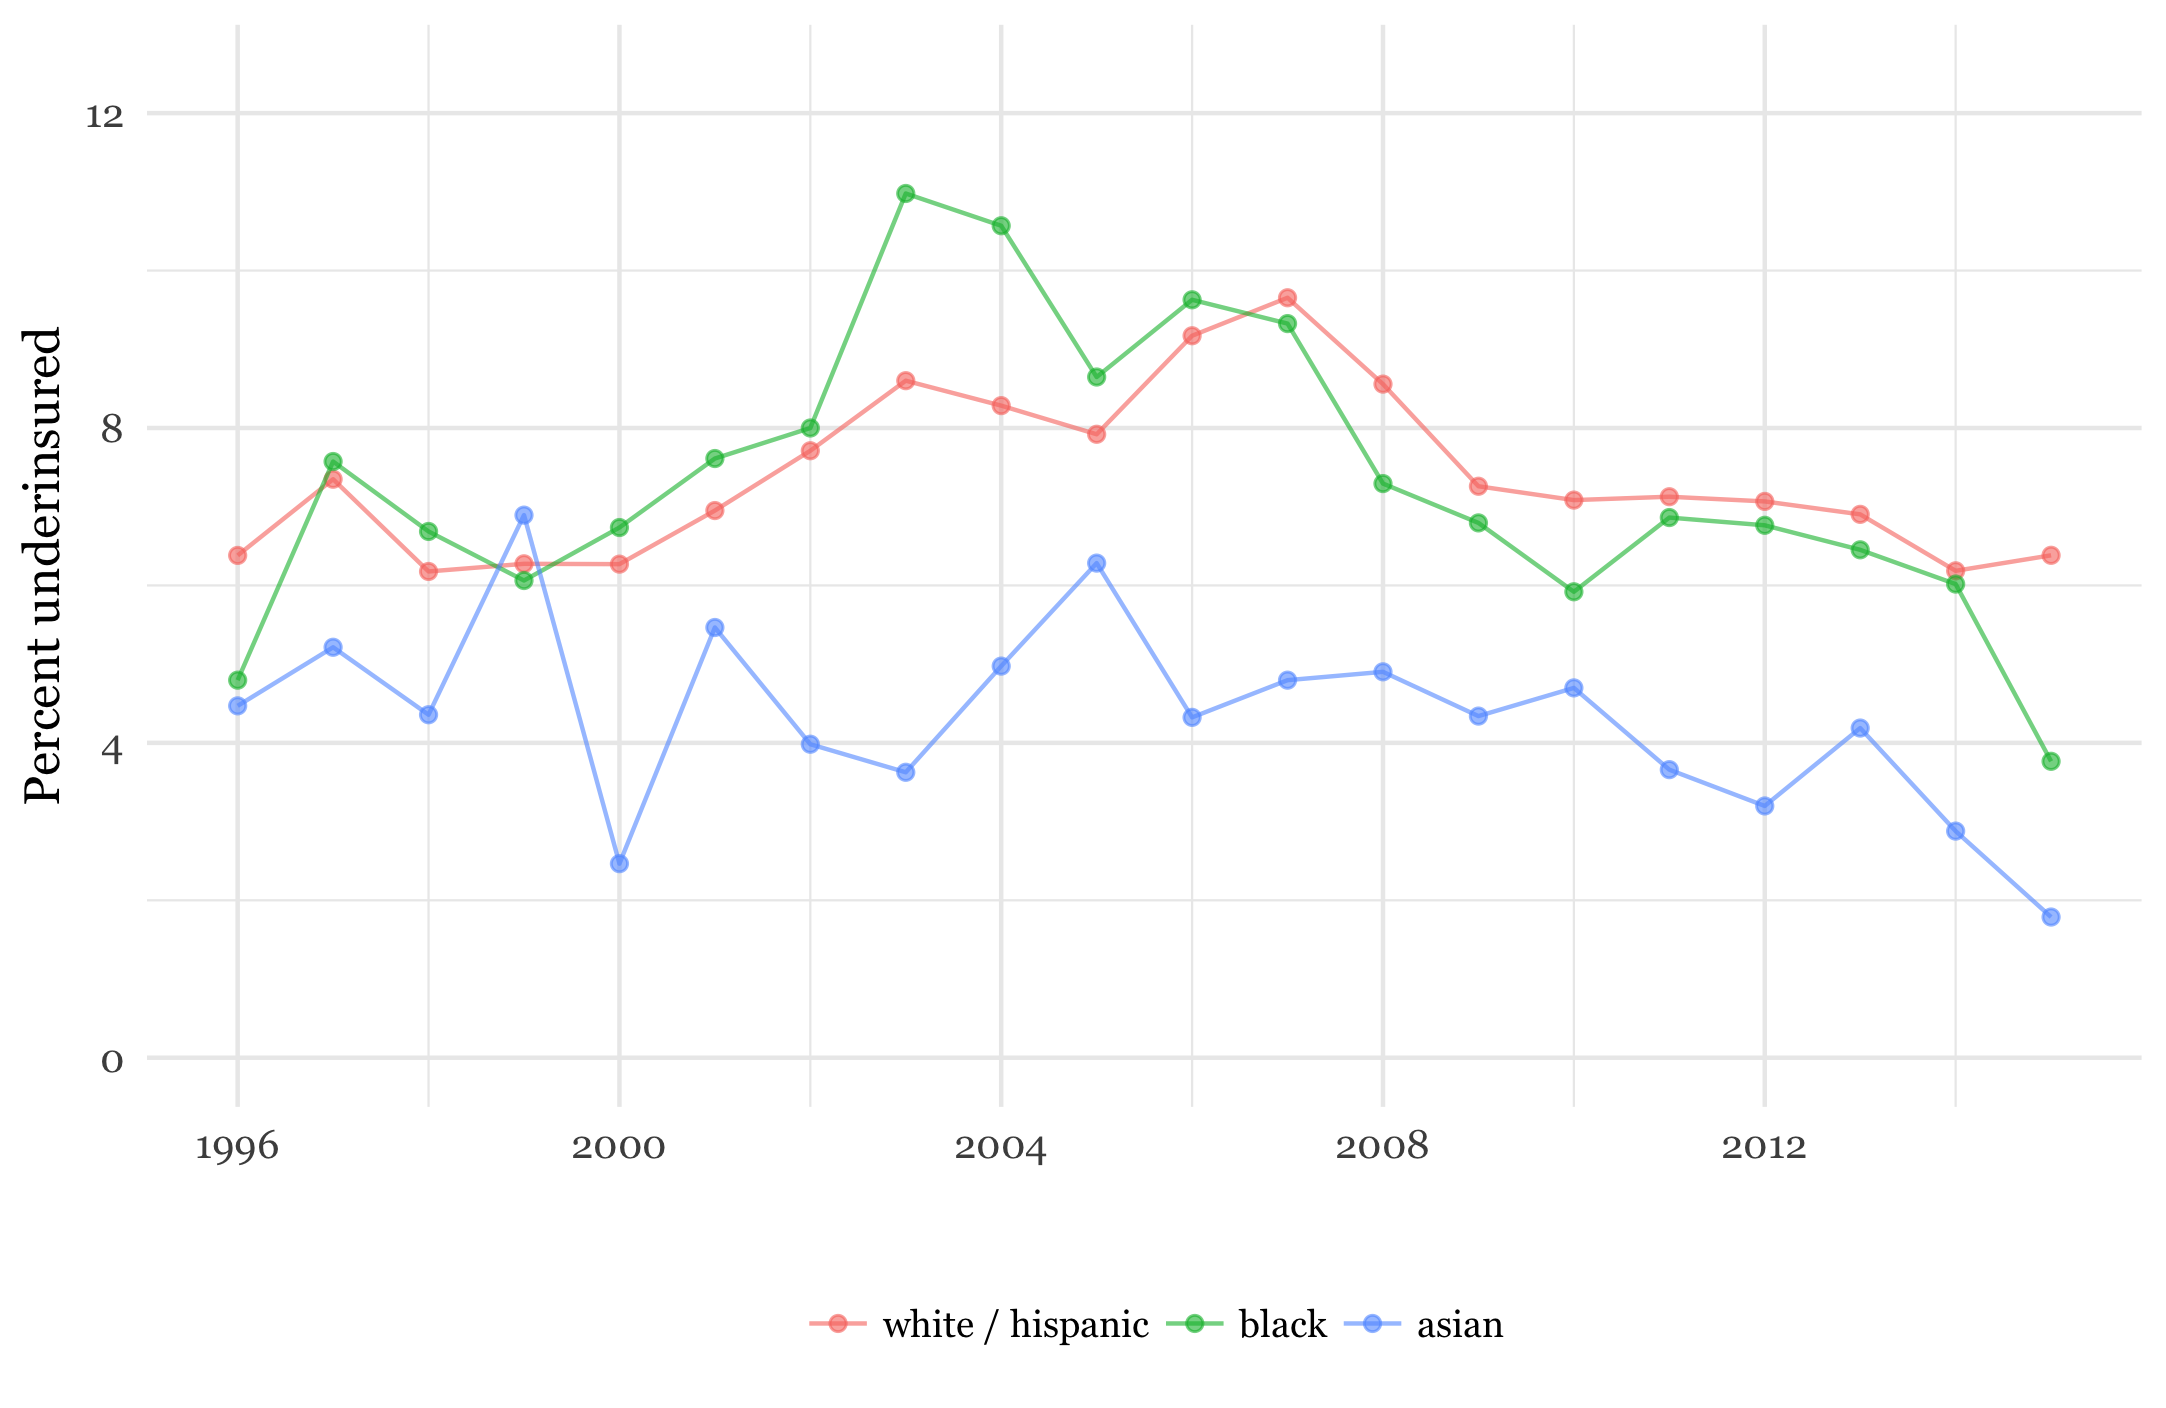 Percent underinsured
12
8
4
0
1996 2000 2004 2008 2012
white / hispanic black asian